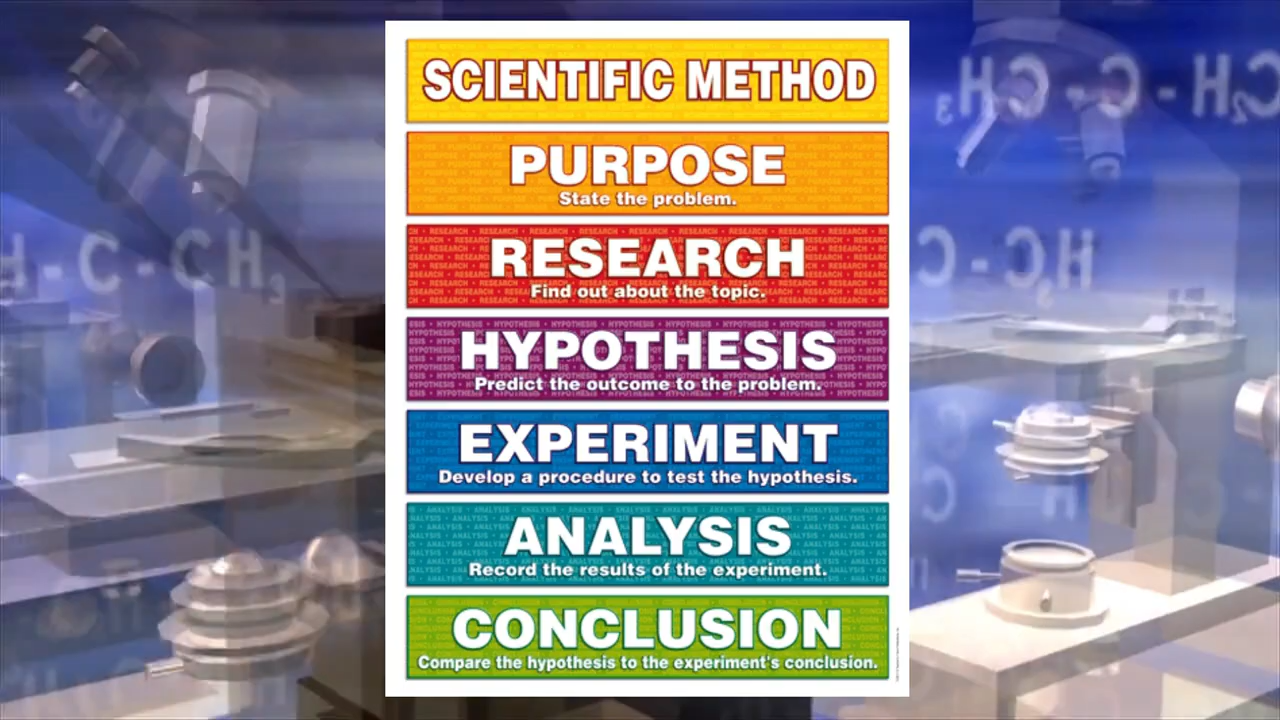 SCIENTIFIC METHOD
PURPOSE
State the problem.
RESEARCH
Find out about the topic.
HYPOTHESIS
Predict the outcome to the problem.
EXPERIMENT
Develop a procedure to test the hypothesis.
ANALYSIS
Record the results of the experiment.
CONCLUSION
Compare the hypothesis to the experiment's conclusion.